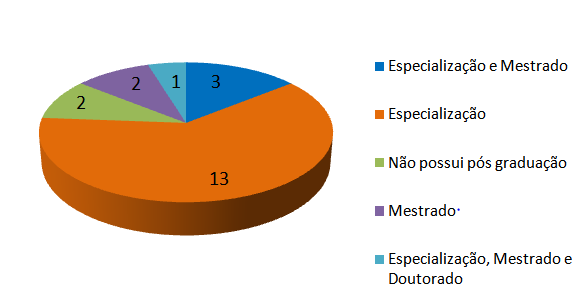 2
1
3
2
13
Especialização e Mestrado
Especialização
Não possui pós graduação
Mestrado
Especialização, Mestrado e
Doutorado